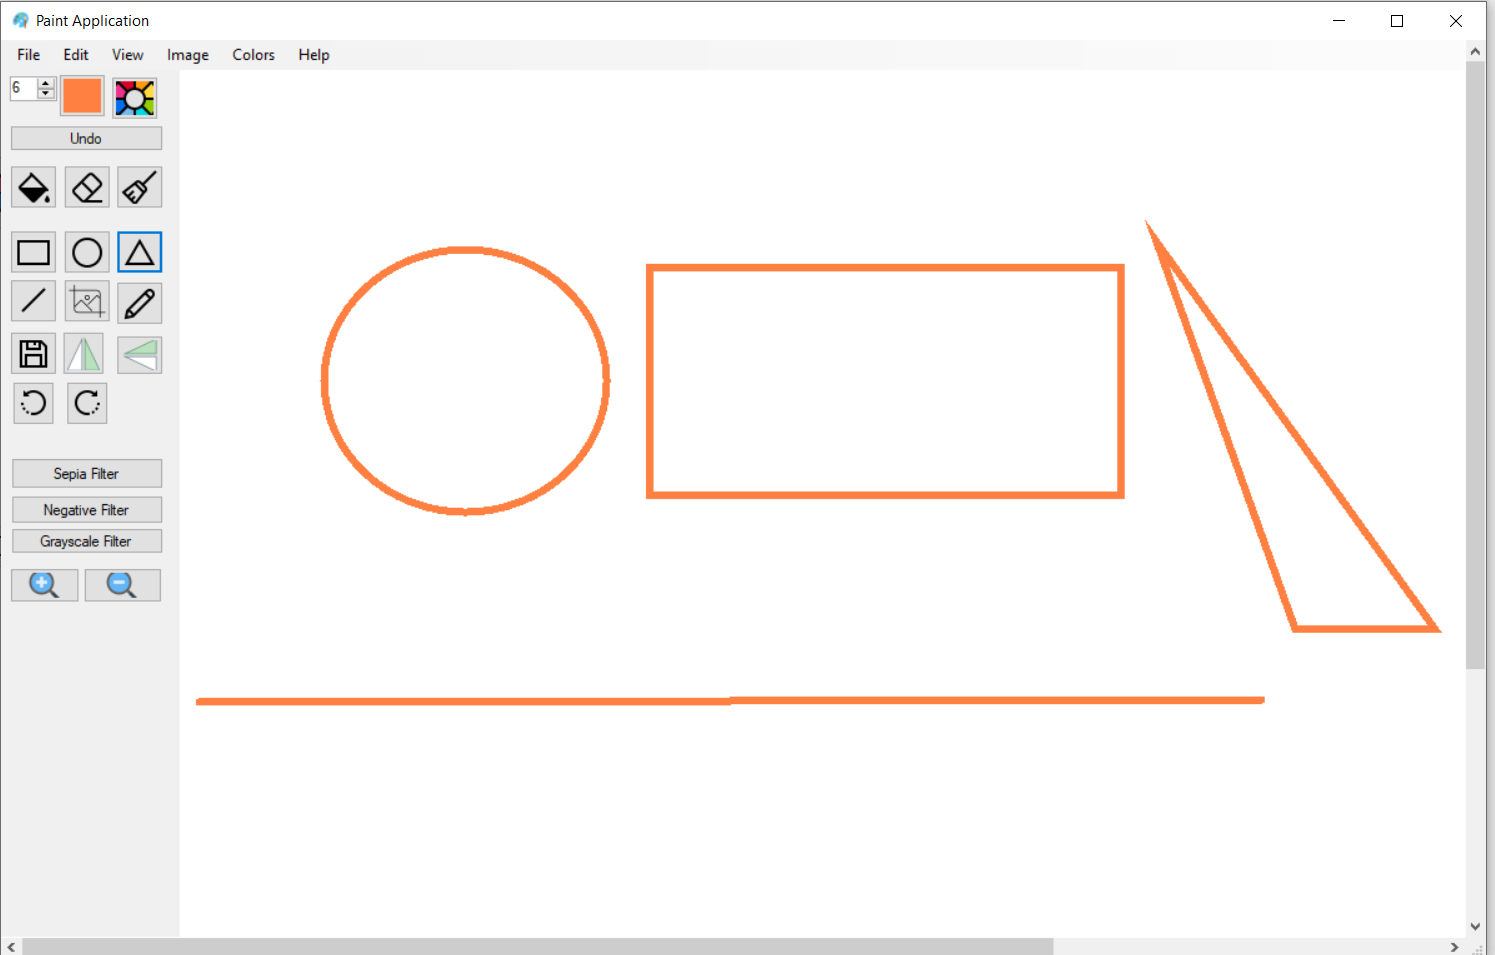 Paint Application
File Edit View Image Colors Help
6
Undo
Sepia Filter
Negative Filter
Grayscale Filter